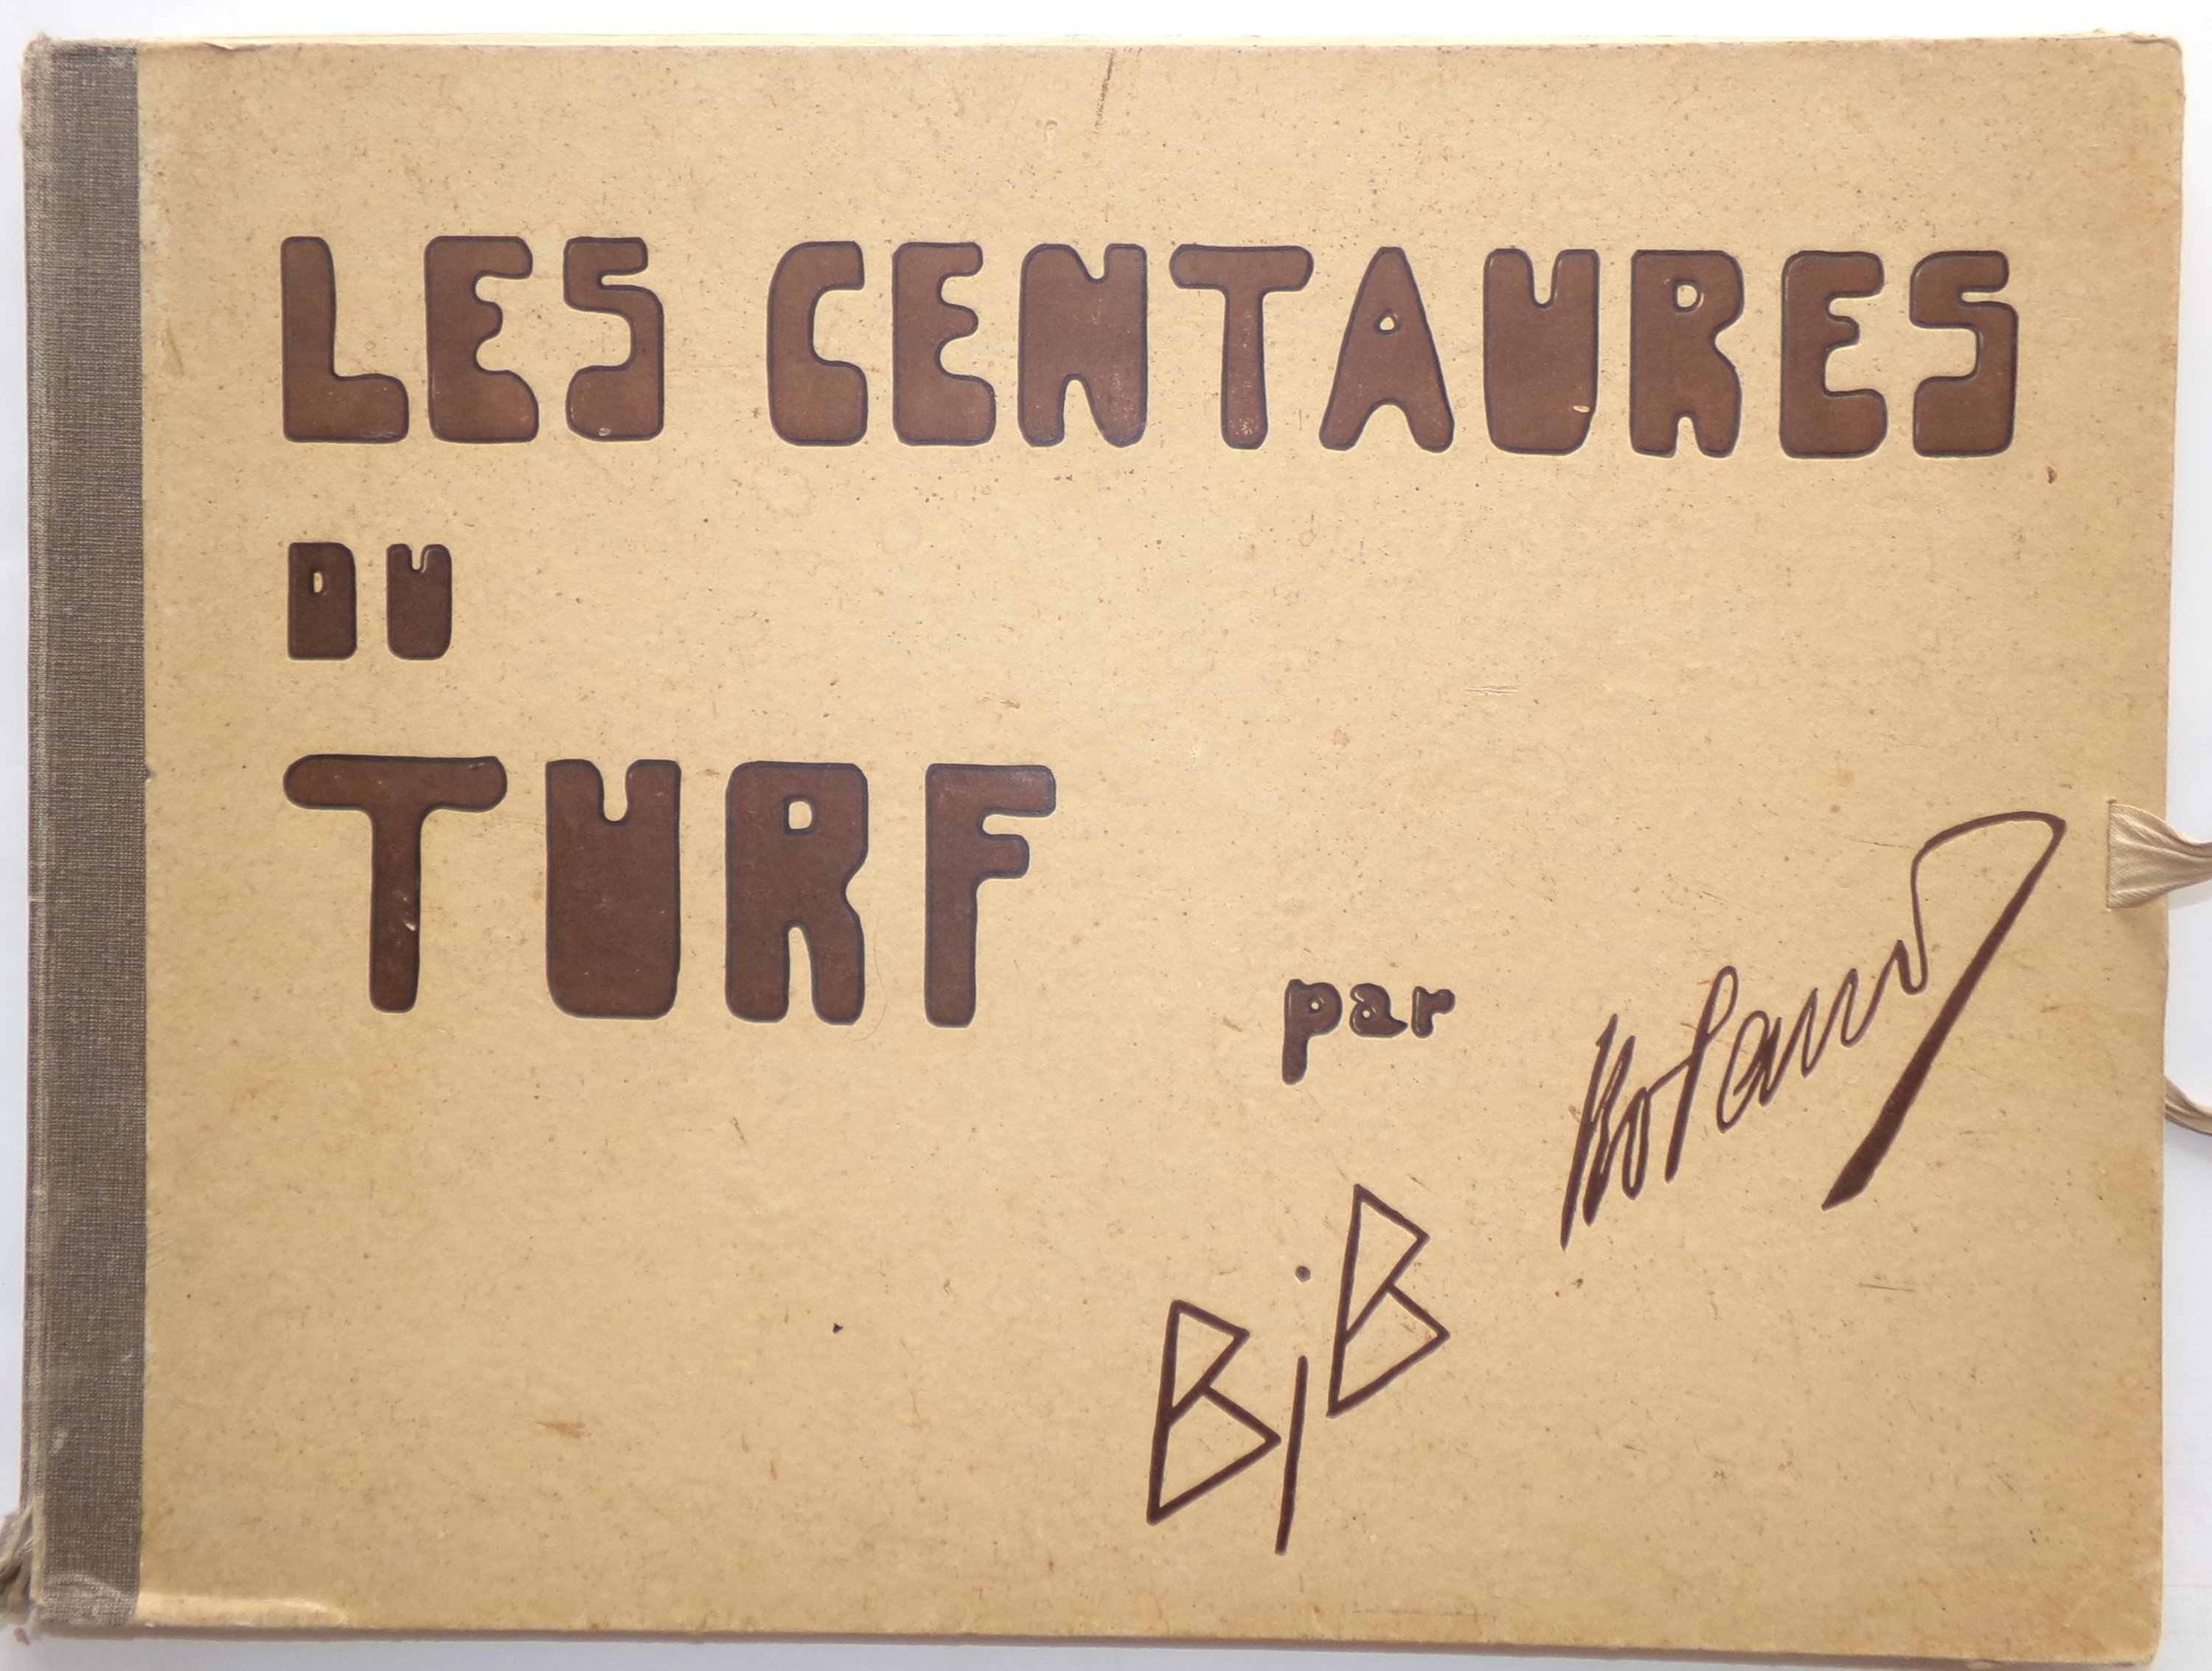 LES CENTAURES
DU
TURF
par
BiB